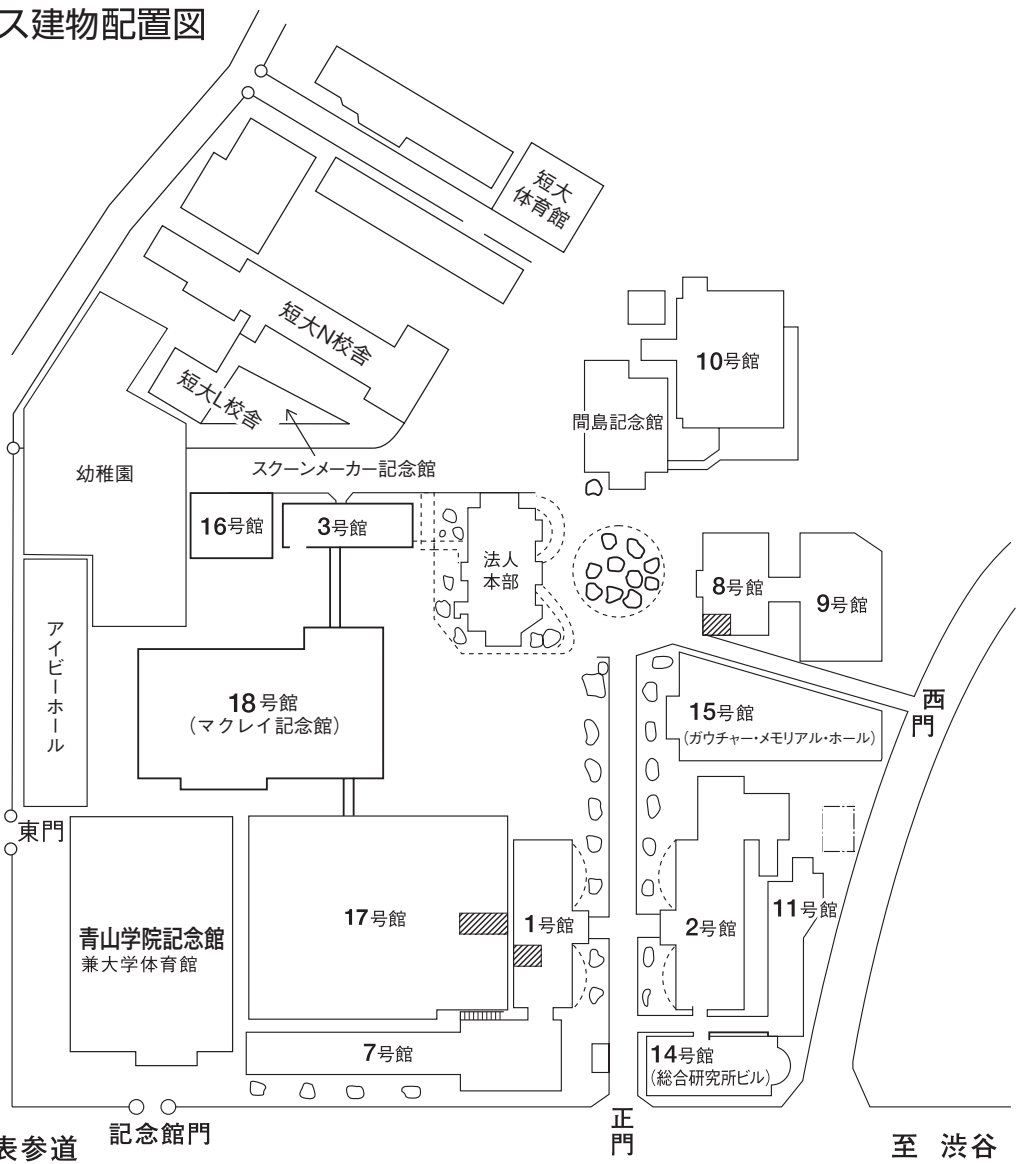 ス建物配置図
短大
体育館
短大N校舎
短大L校舎
スクーンメーカー記念館
幼稚園
10号館
間島記念館
16号館
3号館
法人
本部
8号館
9号館
アイビーホール
18号館
(マクレイ記念館)
15号館
(ガウチャー・メモリアル・ホール)
西門
東門
青山学院記念館
兼大学体育館
17号館
1号館
2号館
11号館
7号館
14号館
(総合研究所ビル)
記念館門
正門
表参道
至 渋谷